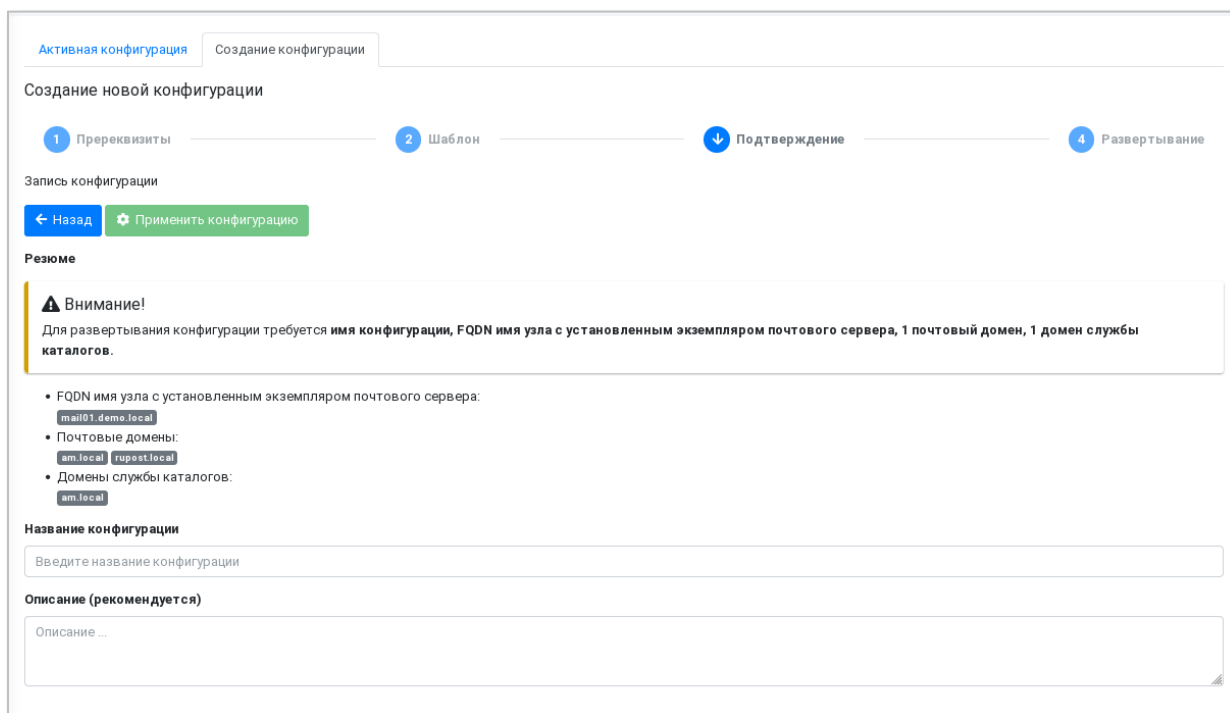 Активная конфигурация Создание конфигурации
Создание новой конфигурации
1 Пререквизиты 2 Шаблон Подтверждение 4 Развертывание
Запись конфигурации
Назад Применить конфигурацию
Резюме
Внимание!
Для развертывания конфигурации требуется имя конфигурации, FQDN имя узла с установленным экземпляром почтового сервера, 1 почтовый домен, 1 домен службы
каталогов.
• FQDN имя узла с установленным экземпляром почтового сервера:
mail01.demo.local
• Почтовые домены:
am.local rupost.local
• Домены службы каталогов:
am.local
Название конфигурации
Введите название конфигурации
Описание (рекомендуется)
Описание ...